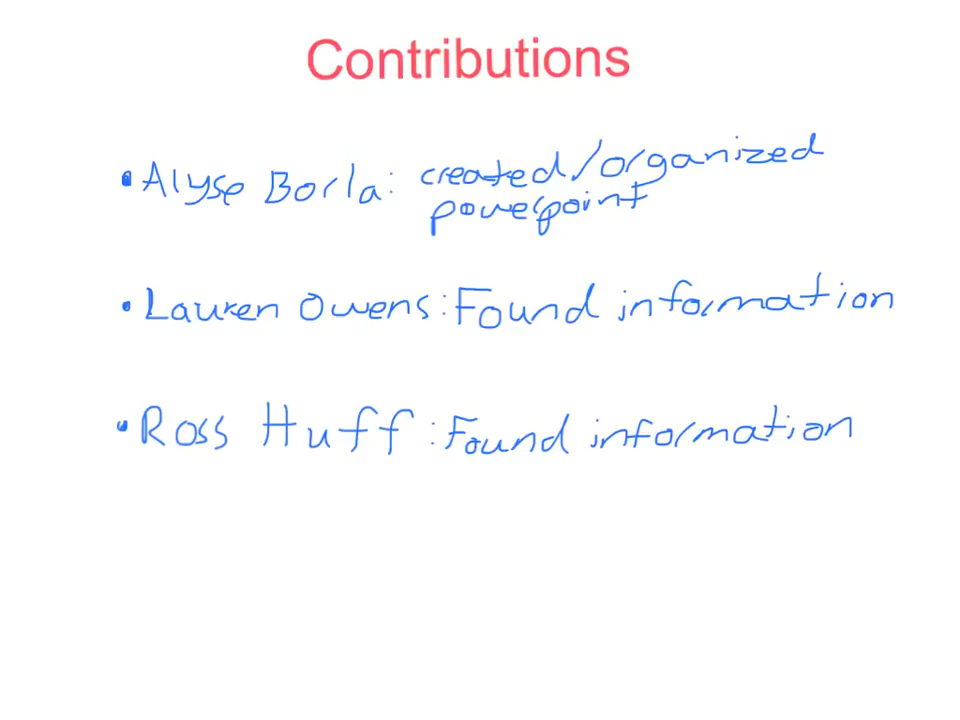 Contributions
• Alyse Borla: created/organized
powerpoint
• Lauren Owens: Found information
• Ross Huff: Found information